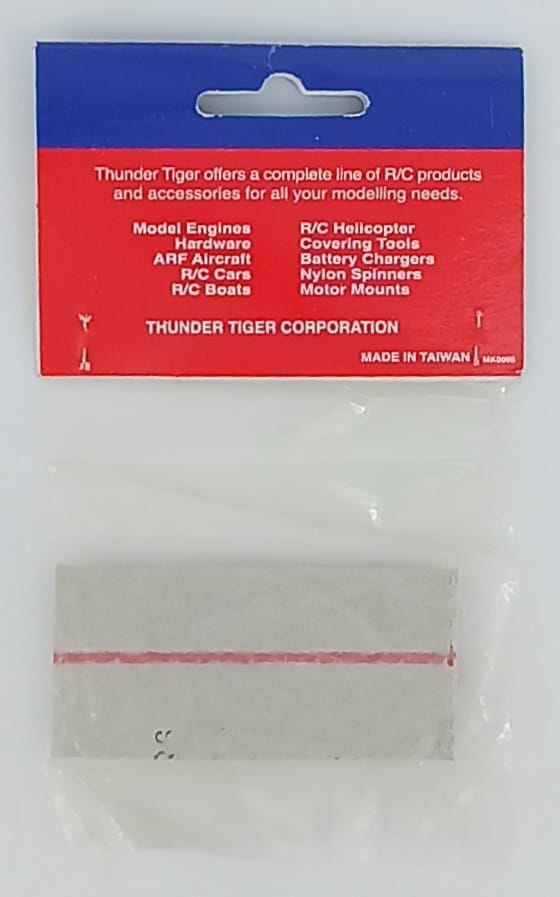 Thunder Tiger offers a complete line of R/C products
and accessories for all your modelling needs.
Model Engines
Hardware
ARF Aircraft
R/C Cars
R/C Boats
R/C Helicopter
Covering Tools
Battery Chargers
Nylon Spinners
Motor Mounts
THUNDER TIGER CORPORATION
MADE IN TAIWAN